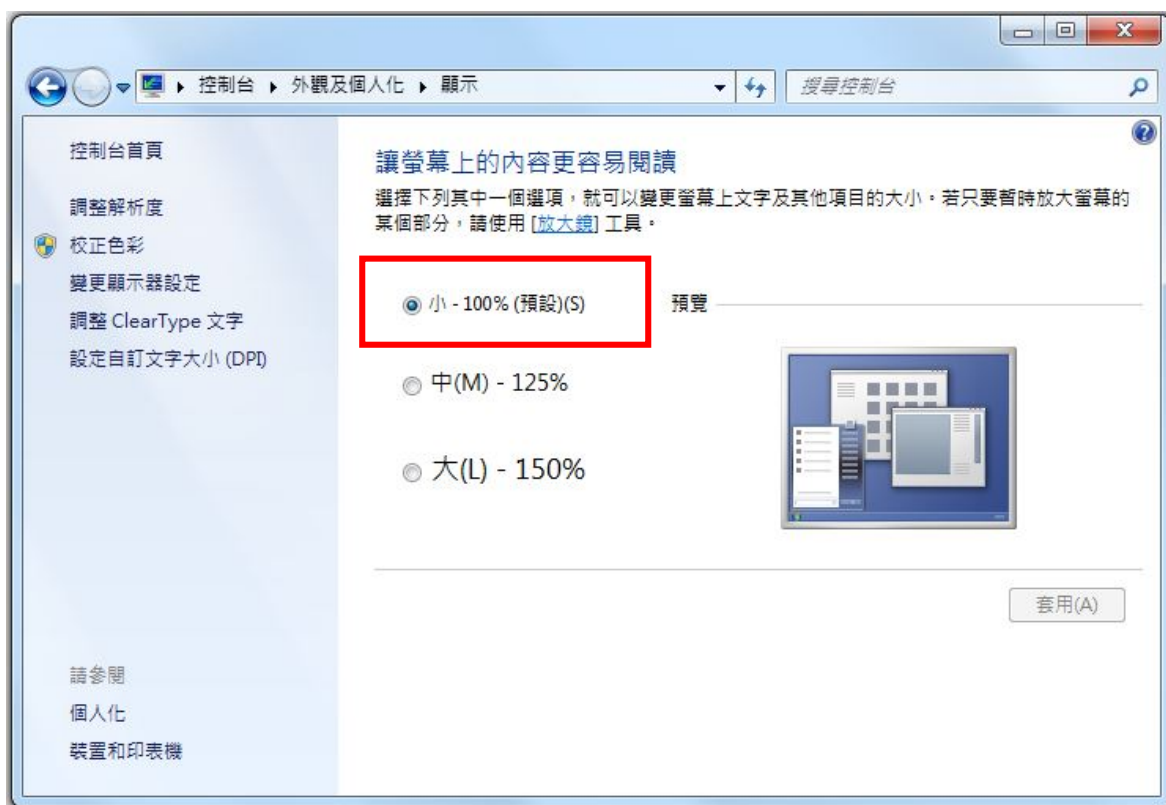 控制台 ▸ 外觀及個人化 ▸ 顯示
搜尋控制台
控制台首頁
調整解析度
校正色彩
變更顯示器設定
調整 ClearType 文字
設定自訂文字大小 (DPI)
請參閱
個人化
裝置和印表機
讓螢幕上的內容更容易閱讀
選擇下列其中一個選項，就可以變更螢幕上文字及其他項目的大小。若只要暫時放大螢幕的
某個部分，請使用 [放大鏡] 工具。
小 - 100% (預設)(S)
預覽
中(M) - 125%
大(L) - 150%
套用(A)